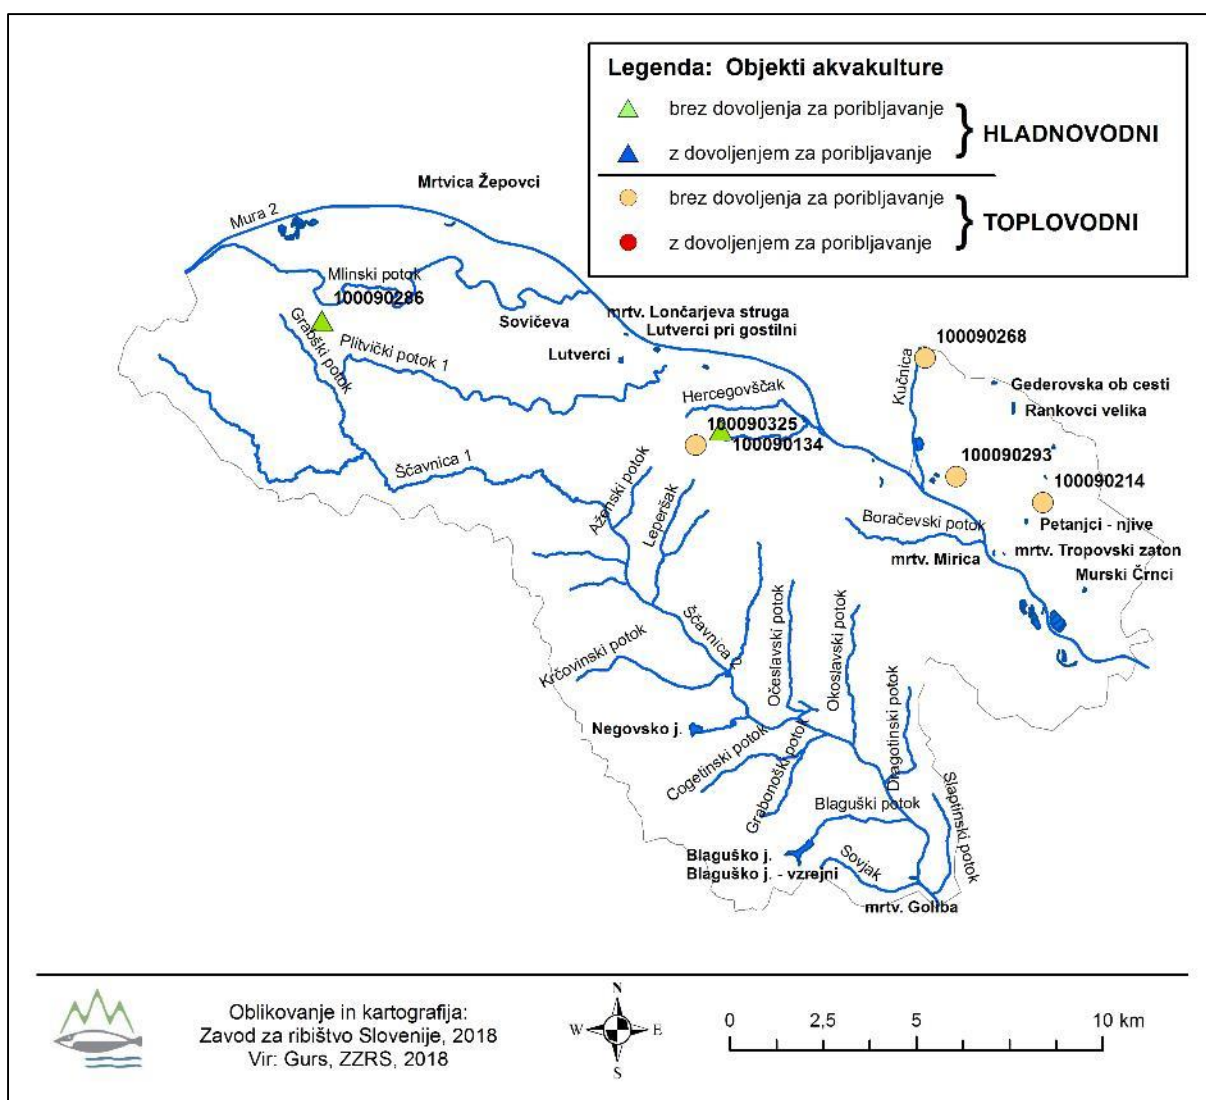 Legenda: Objekti akvakulture
brez dovoljenja za poribljavanje
z dovoljenjem za poribljavanje
HLADNOVODNI
brez dovoljenja za poribljavanje
z dovoljenjem za poribljavanje
TOPLOVODNI
Mrtvica Žepovci
Mura 2
Mlinski potok
100090286
Sovičeva
mrtv. Lončarjeva struga
Lutverci pri gostilni
Grabški potok
Plitvički potok 1
Lutverci
100090268
Kučnica
Gederovska ob cesti
Rankovci velika
Hercegovščak
100090325
100090134
100090293
100090214
Ščavnica 1
Aženski potok
Leperšak
Boračevski potok
Petanjci - njive
mrtv. Mirica
mrtv. Tropovski zaton
Murski Črnci
Ščavnica 2
Krčovinski potok
Očeslavski potok
Okoslavski potok
Dragotinski potok
Negovsko j.
Cogetinski potok
Grabonoški potok
Blaguški potok
Slaptinski potok
Blaguško j.
Blaguško j. - vzrejni
Sovjak
mrtv. Goliba
Oblikovanje in kartografija:
Zavod za ribištvo Slovenije, 2018
Vir: Gurs, ZZRS, 2018
N
W
E
S
0 2,5 5 10 km